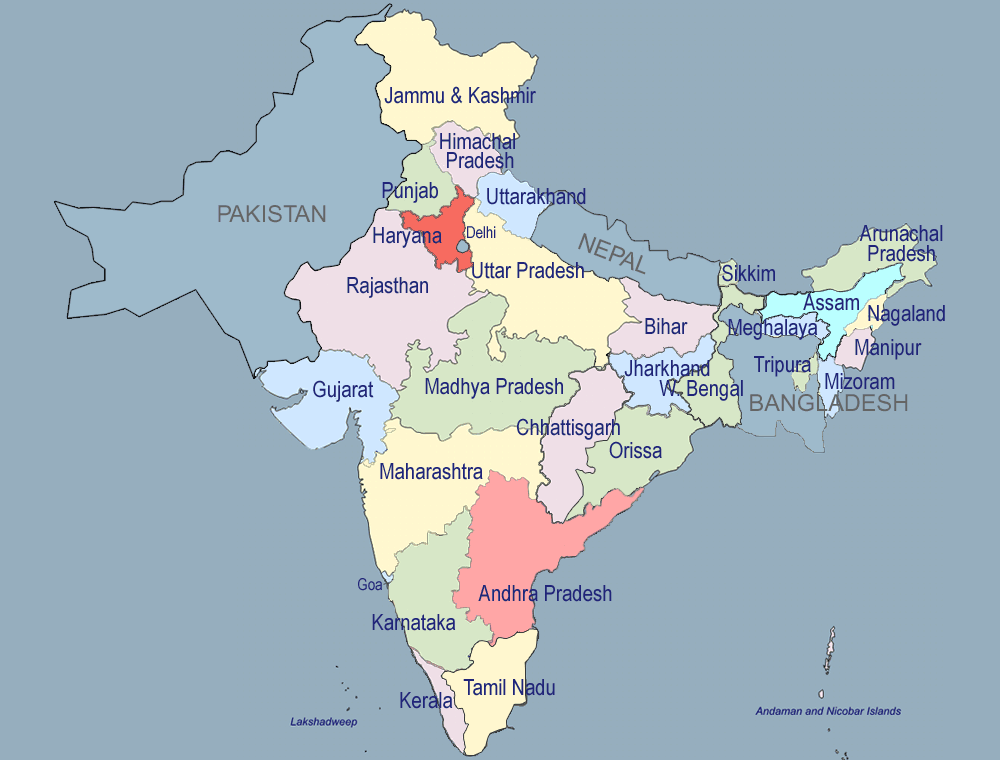 Jammu & Kashmir
Himachal
Pradesh
Punjab
Uttarakhand
PAKISTAN
Haryana
Delhi
NEPAL
Arunachal
Pradesh
Uttar Pradesh
Sikkim
Rajasthan
Assam
Nagaland
Bihar
Meghalaya
Manipur
Jharkhand
Tripura
Gujarat
Madhya Pradesh
W. Bengal
Mizoram
BANGLADESH
Chhattisgarh
Orissa
Maharashtra
Goa
Andhra Pradesh
Karnataka
Kerala
Tamil Nadu
Lakshadweep
Andaman and Nicobar Islands